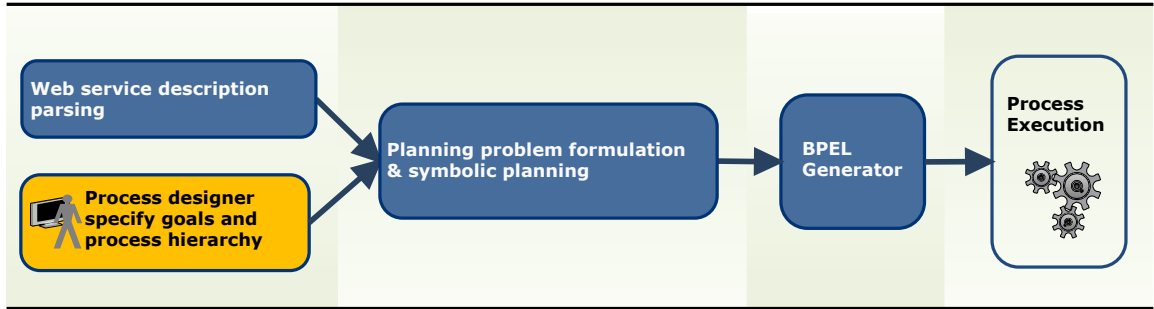 Web service description
parsing
Process designer
specify goals and
process hierarchy
Planning problem formulation
& symbolic planning
BPEL
Generator
Process
Execution